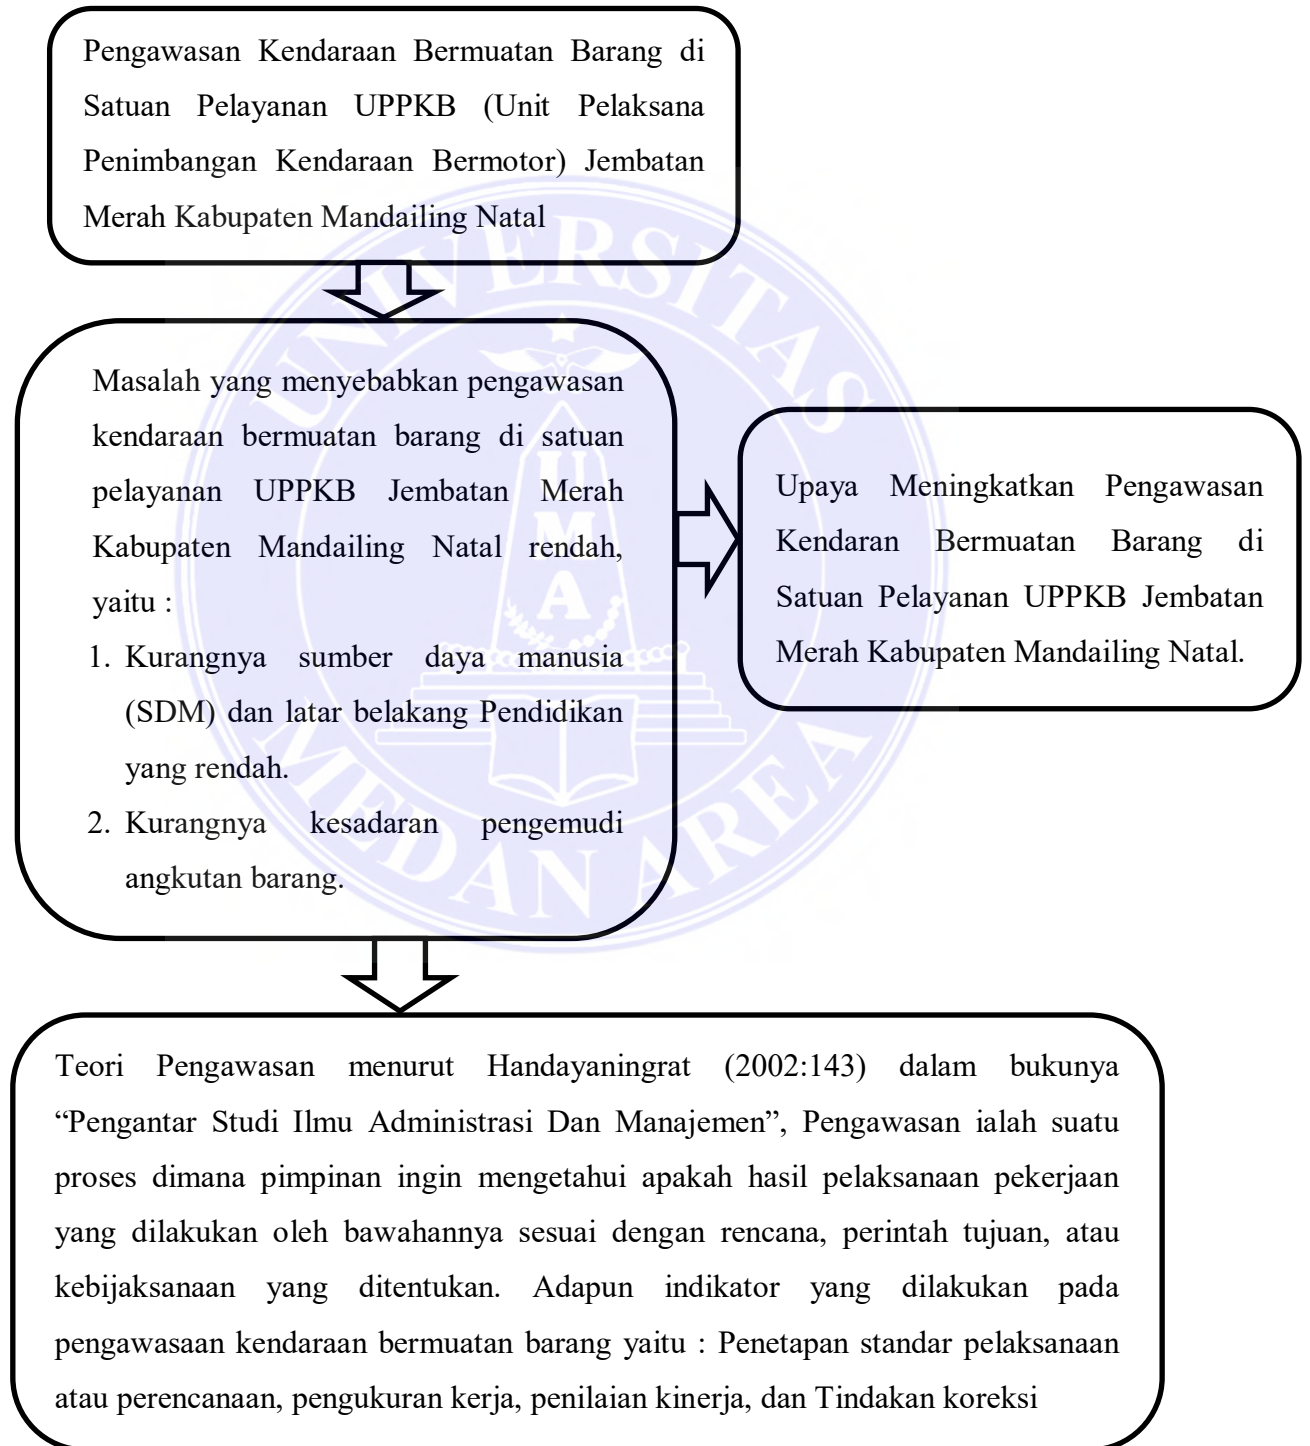 Pengawasan Kendaraan Bermuatan Barang di
Satuan Pelayanan UPPKB (Unit Pelaksana
Penimbangan Kendaraan Bermotor) Jembatan
Merah Kabupaten Mandailing Natal
Masalah yang menyebabkan pengawasan
kendaraan bermuatan barang di satuan
pelayanan UPPKB Jembatan Merah
Kabupaten Mandailing Natal rendah,
yaitu :
1. Kurangnya sumber daya manusia
(SDM) dan latar belakang Pendidikan
yang rendah.
2. Kurangnya kesadaran pengemudi
angkutan barang.
Upaya Meningkatkan Pengawasan
Kendaran Bermuatan Barang di
Satuan Pelayanan UPPKB Jembatan
Merah Kabupaten Mandailing Natal.
Teori Pengawasan menurut Handayaningrat (2002:143) dalam bukunya
“Pengantar Studi Ilmu Administrasi Dan Manajemen”, Pengawasan ialah suatu
proses dimana pimpinan ingin mengetahui apakah hasil pelaksanaan pekerjaan
yang dilakukan oleh bawahannya sesuai dengan rencana, perintah tujuan, atau
kebijaksanaan yang ditentukan. Adapun indikator yang dilakukan pada
pengawasaan kendaraan bermuatan barang yaitu : Penetapan standar pelaksanaan
atau perencanaan, pengukuran kerja, penilaian kinerja, dan Tindakan koreksi
UNIVERSITAS
MEDAN AREA
U
M
A